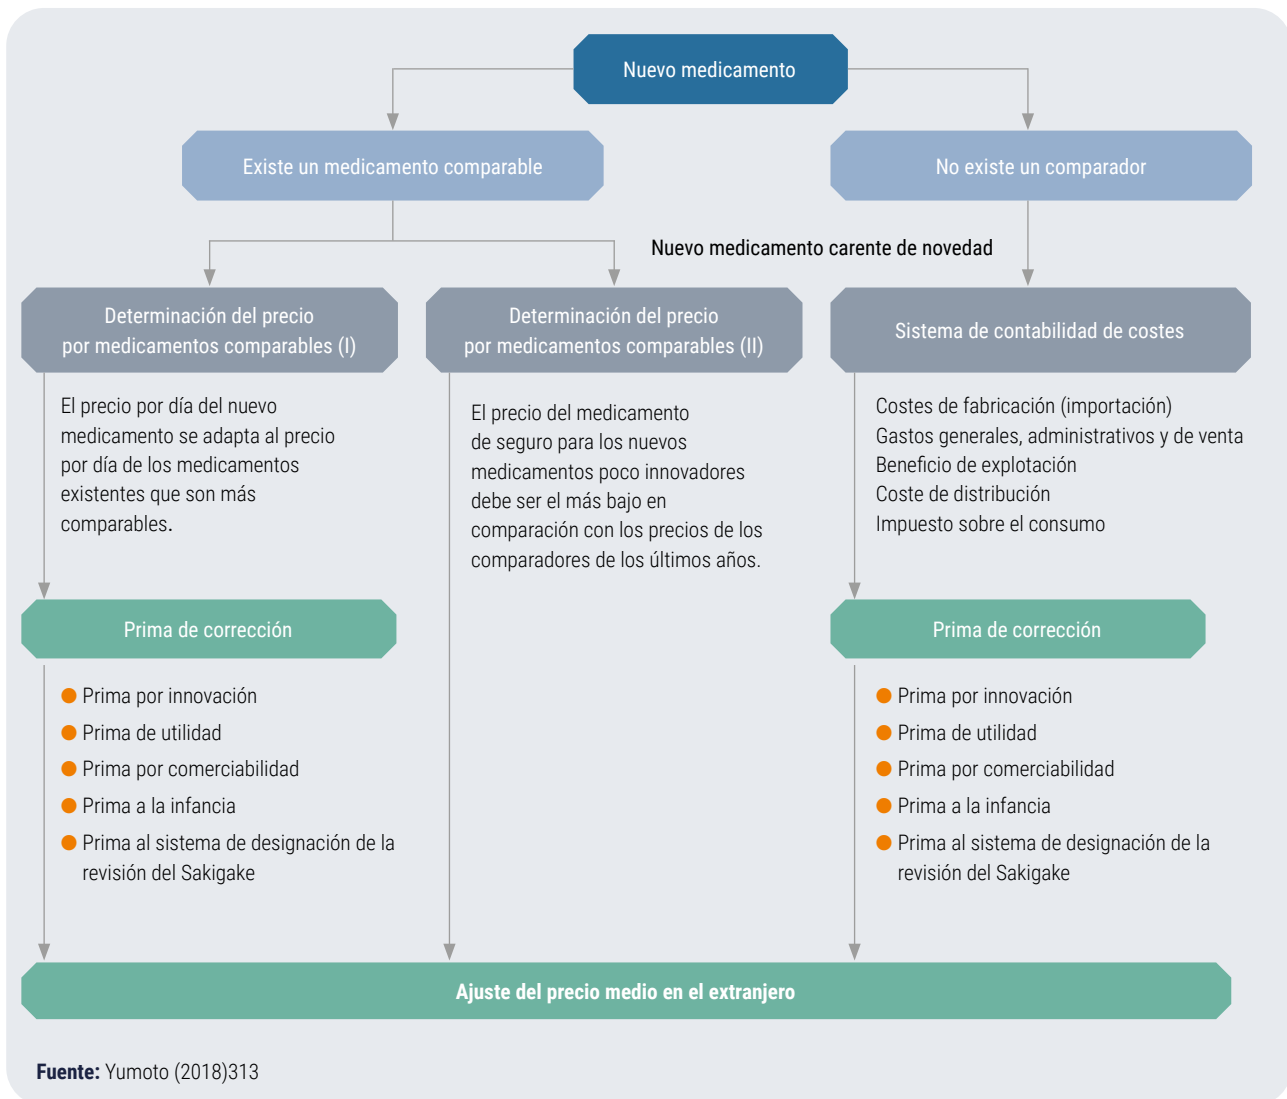 Nuevo medicamento
Existe un medicamento comparable
No existe un comparador
Nuevo medicamento carente de novedad
Determinación del precio
por medicamentos comparables (I)
El precio por día del nuevo
medicamento se adapta al precio
por día de los medicamentos
existentes que son más
comparables.
Prima de corrección
Prima por innovación
Prima de utilidad
Prima por comerciabilidad
Prima a la infancia
Prima al sistema de designación de la
revisión del Sakigake
Determinación del precio
por medicamentos comparables (II)
El precio del medicamento
de seguro para los nuevos
medicamentos poco innovadores
debe ser el más bajo en
comparación con los precios de los
comparadores de los últimos años.
Sistema de contabilidad de costes
Costes de fabricación (importación)
Gastos generales, administrativos y de venta
Beneficio de explotación
Coste de distribución
Impuesto sobre el consumo
Prima de corrección
Prima por innovación
Prima de utilidad
Prima por comerciabilidad
Prima a la infancia
Prima al sistema de designación de la
revisión del Sakigake
Ajuste del precio medio en el extranjero
Fuente: Yumoto (2018)313